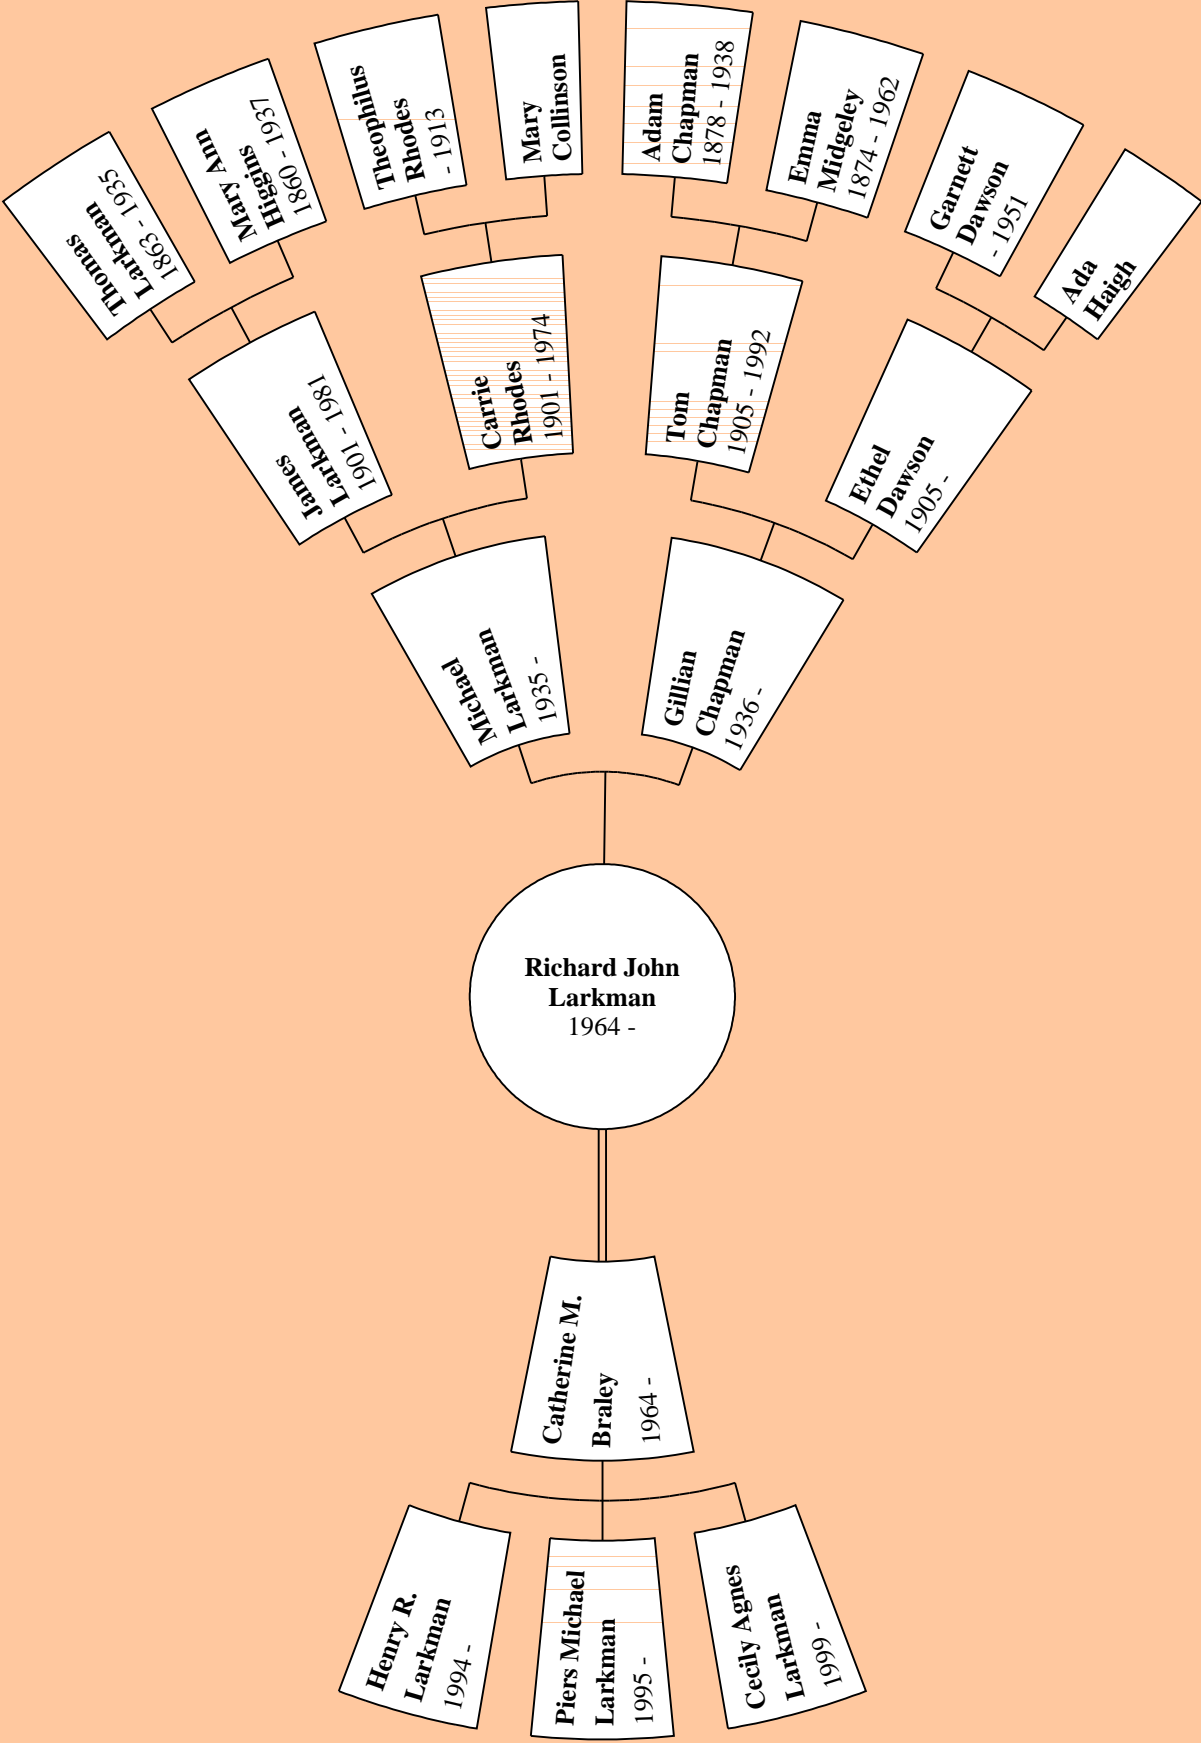 Thomas
Larkman
1863 - 1935
Mary Ann
Higgins
1860 - 1937
Theophilus
Rhodes
- 1913
Mary
Collinson
Adam
Chapman
1878 - 1938
Emma
Midgeley
1874 - 1962
Garnett
Dawson
- 1951
Ada
Haigh
James
Larkman
1901 - 1981
Carrie
Rhodes
1901 - 1974
Tom
Chapman
1905 - 1992
Ethel
Dawson
1905 -
Michael
Larkman
1935 -
Gillian
Chapman
1936 -
Richard John
Larkman
1964 -
Catherine M.
Braley
1964 -
Henry R.
Larkman
1994 -
Piers Michael
Larkman
1995 -
Cecily Agnes
Larkman
1999 -